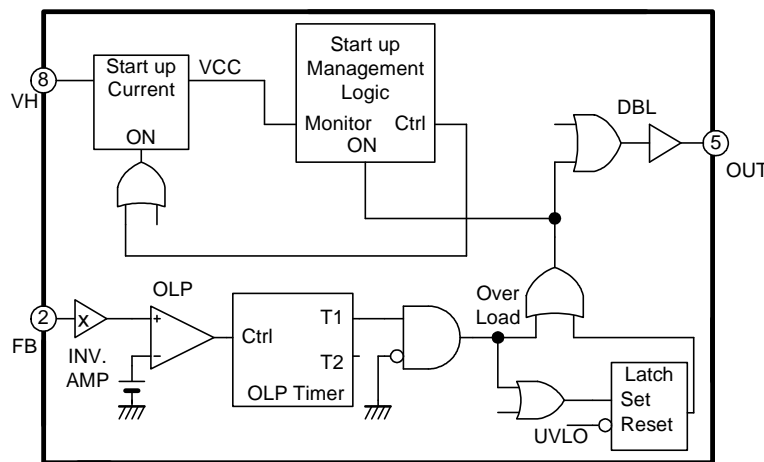 8
VH
Start up
Current
ON
VCC
Start up
Management
Logic
Monitor Ctrl
ON
DBL
5
OUT
2
FB
x
INV.
AMP
OLP
+
−
Ctrl
T1
T2
OLP Timer
Over
Load
Latch
Set
Reset
UVLO